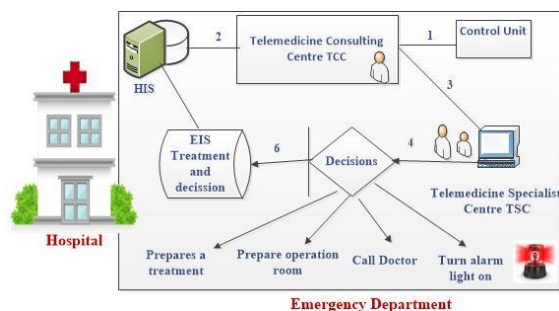 2
Telemedicine Consulting
Centre TCC
1
Control Unit
HIS
3
EIS
Treatment
and
decission
6
Decisions
4
Telemedicine Specialist
Centre TSC
Hospital
Prepares a
treatment
Prepare operation
room
Call Doctor
Turn alarm
light on
Emergency Department